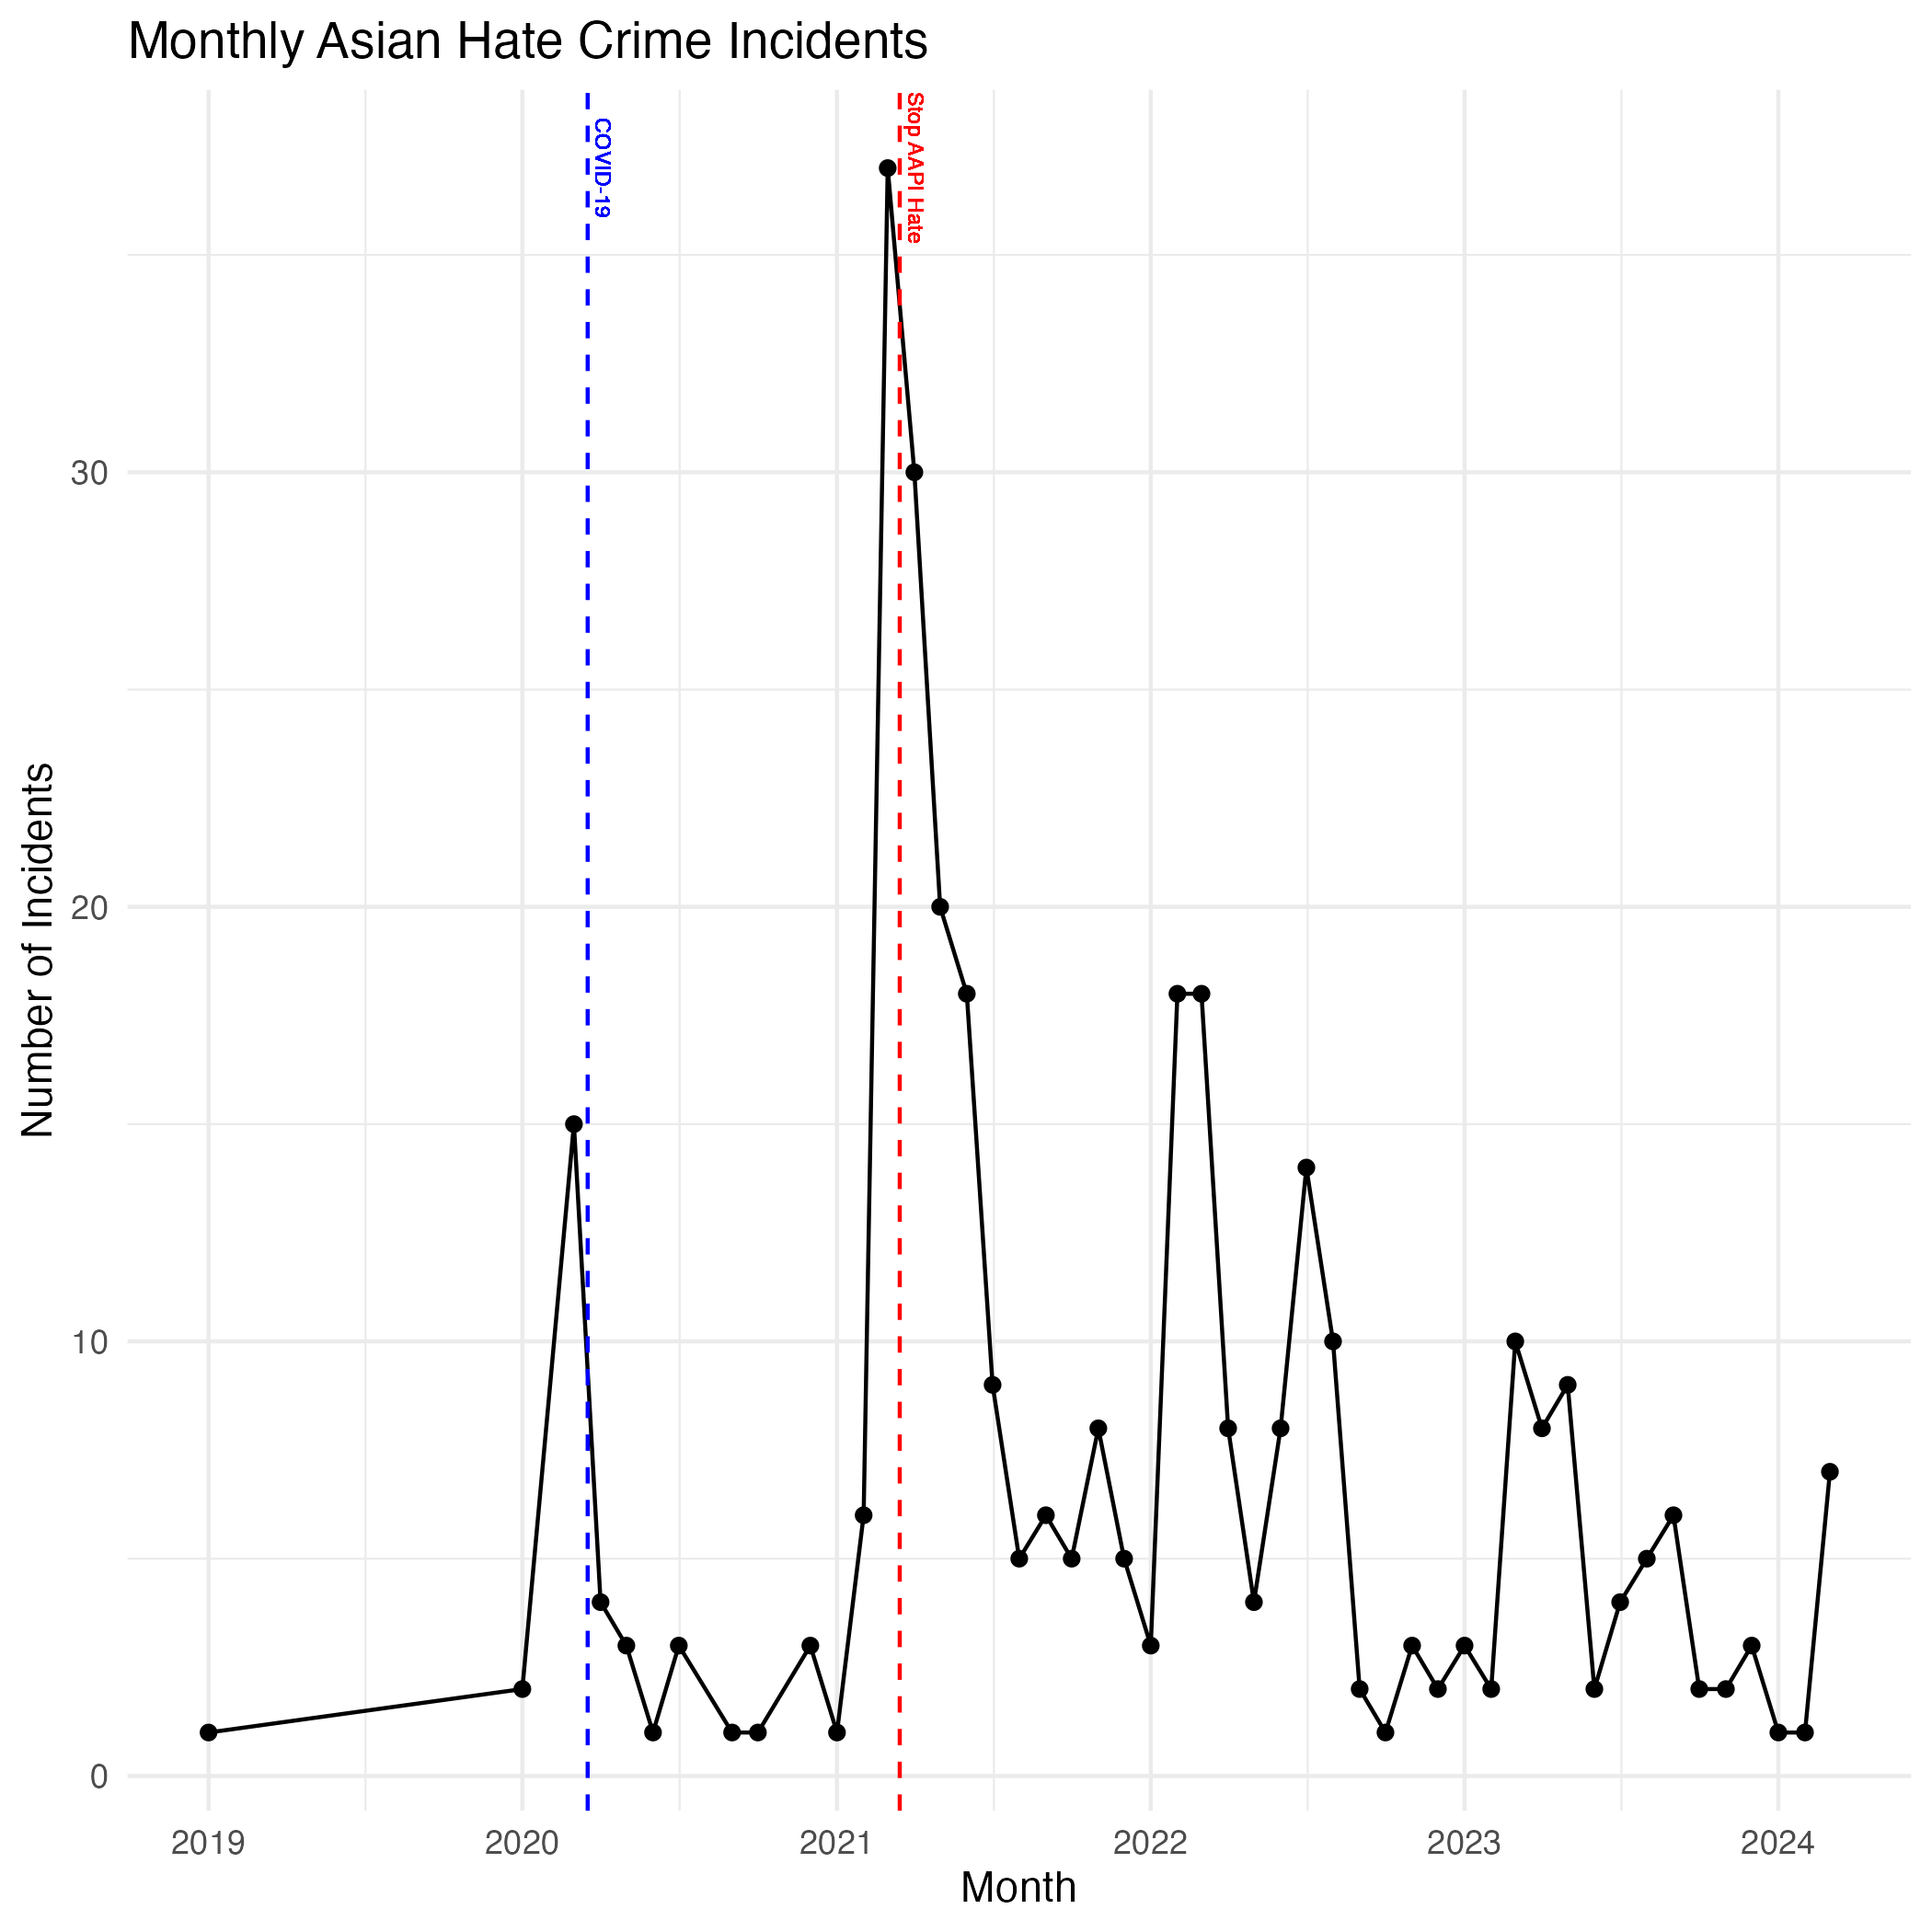 Monthly Asian Hate Crime Incidents
COVID-19
Stop AAPI Hate
30
20
10
0
Number of Incidents
2019
2020
2021
2022
2023
2024
Month